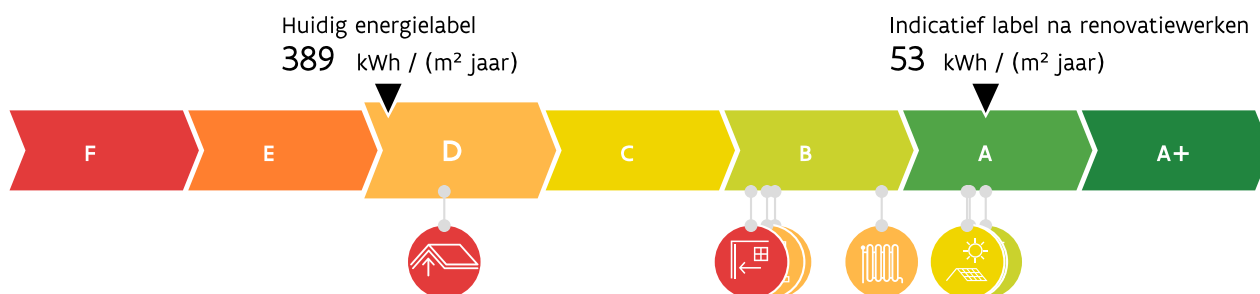 Huidig energielabel
389 kWh / (m² jaar)
Indicatief label na renovatiewerken
53 kWh / (m² jaar)
F E D C B A A+